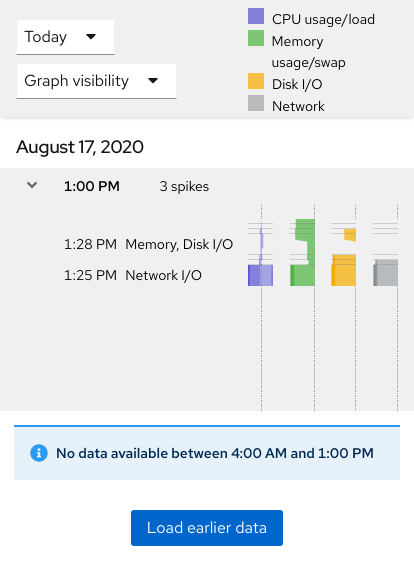 Today
Graph visibility
CPU usage/load
Memory
usage/swap
Disk I/O
Network
August 17, 2020
1:00 PM 3 spikes
1:28 PM Memory, Disk I/O
1:25 PM Network I/O
No data available between 4:00 AM and 1:00 PM
Load earlier data